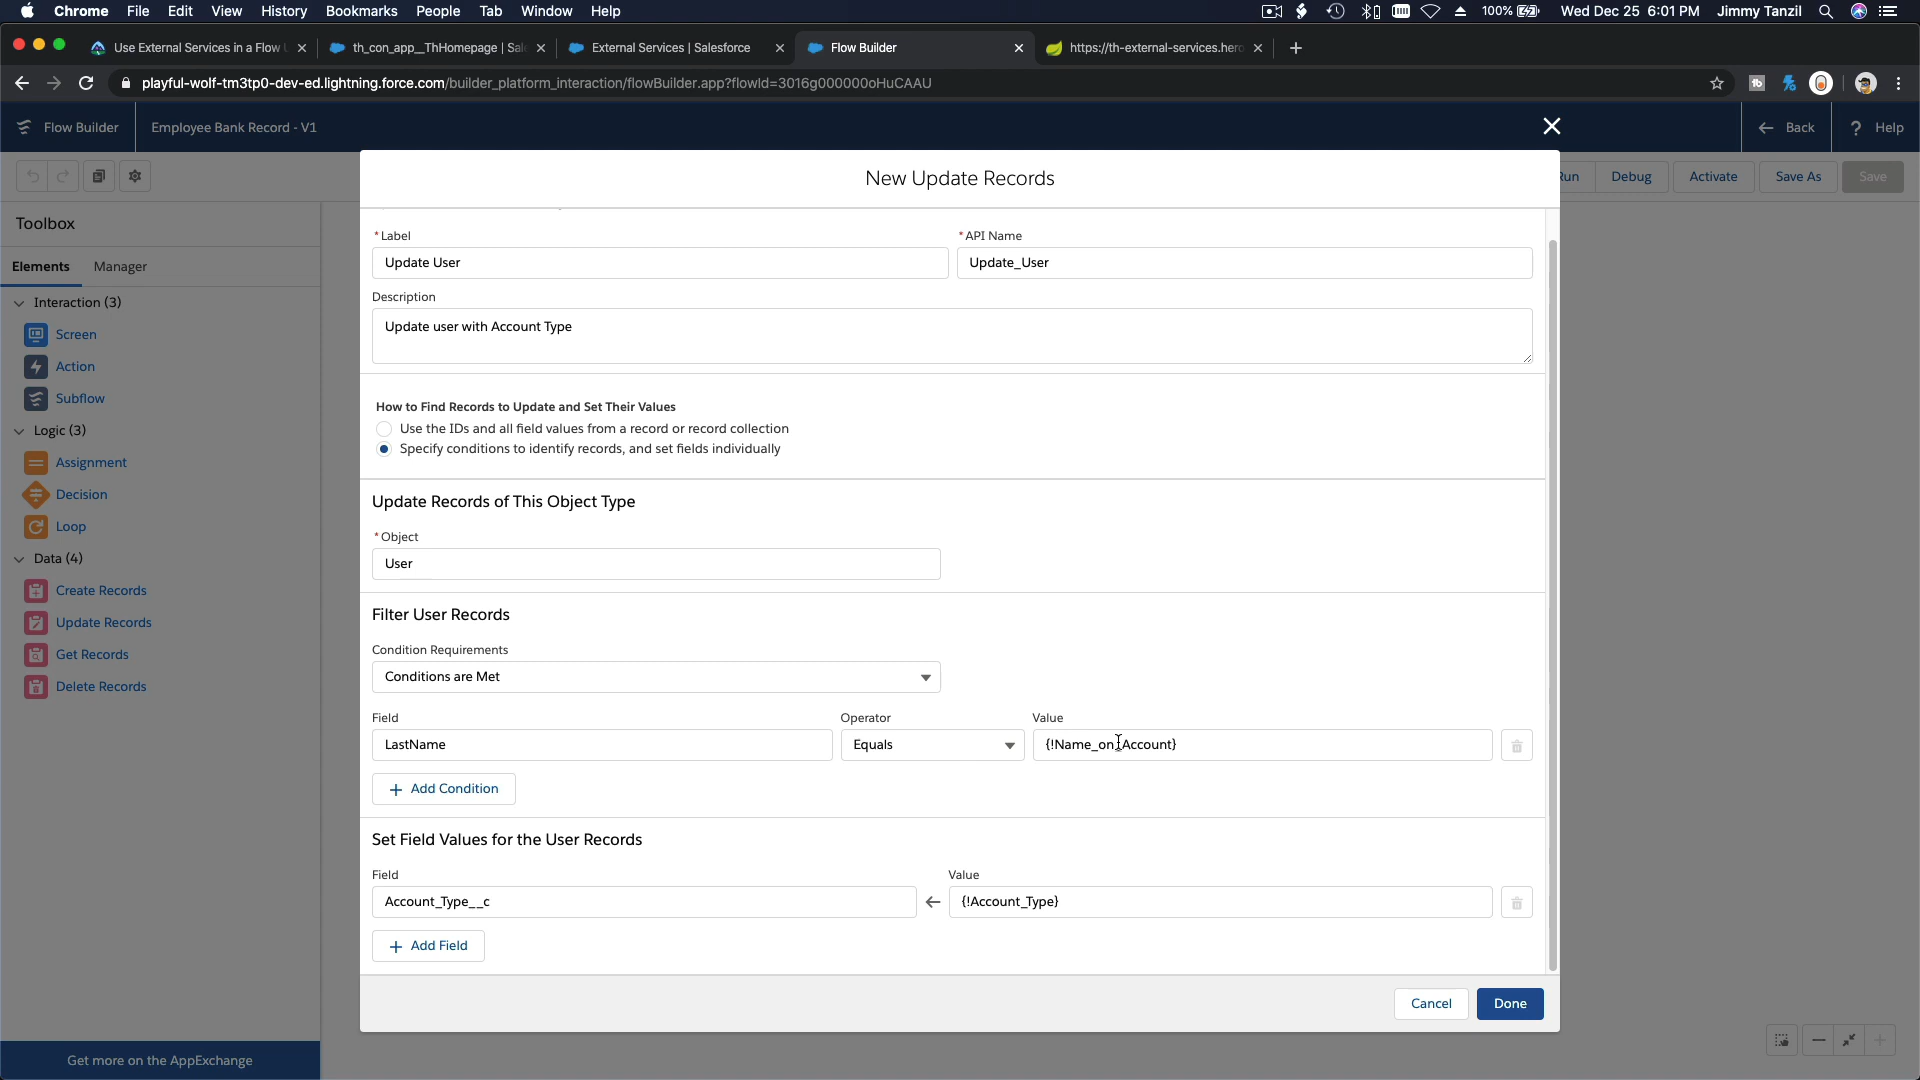 Chrome File Edit View History Bookmarks People Tab Window Help 100% Wed Dec 25 6:01 PM Jimmy Tanzil
Use External Services in a Flow th_con_app__ThHomepage | Sal External Services | Salesforce Flow Builder https://th-external-services.hero
playful-wolf-tm3tp0-dev-ed.lightning.force.com/builder_platform_interaction/flowBuilder.app?flowId=3016g000000oHuCAAU
Flow Builder Employee Bank Record - V1 Back ? Help
New Update Records
Run Debug Activate Save As Save
Toolbox
Elements Manager
Interaction (3)
Screen
Action
Subflow
Logic (3)
Assignment
Decision
Loop
Data (4)
Create Records
Update Records
Get Records
Delete Records
Get more on the AppExchange
* Label * API Name
Update User Update_User
Description
Update user with Account Type
How to Find Records to Update and Set Their Values
Use the IDs and all field values from a record or record collection
Specify conditions to identify records, and set fields individually
Update Records of This Object Type
* Object
User
Filter User Records
Condition Requirements
Conditions are Met
Field Operator Value
LastName Equals {!Name_on_Account}
+ Add Condition
Set Field Values for the User Records
Field Value
Account_Type__c {!Account_Type}
+ Add Field
Cancel Done